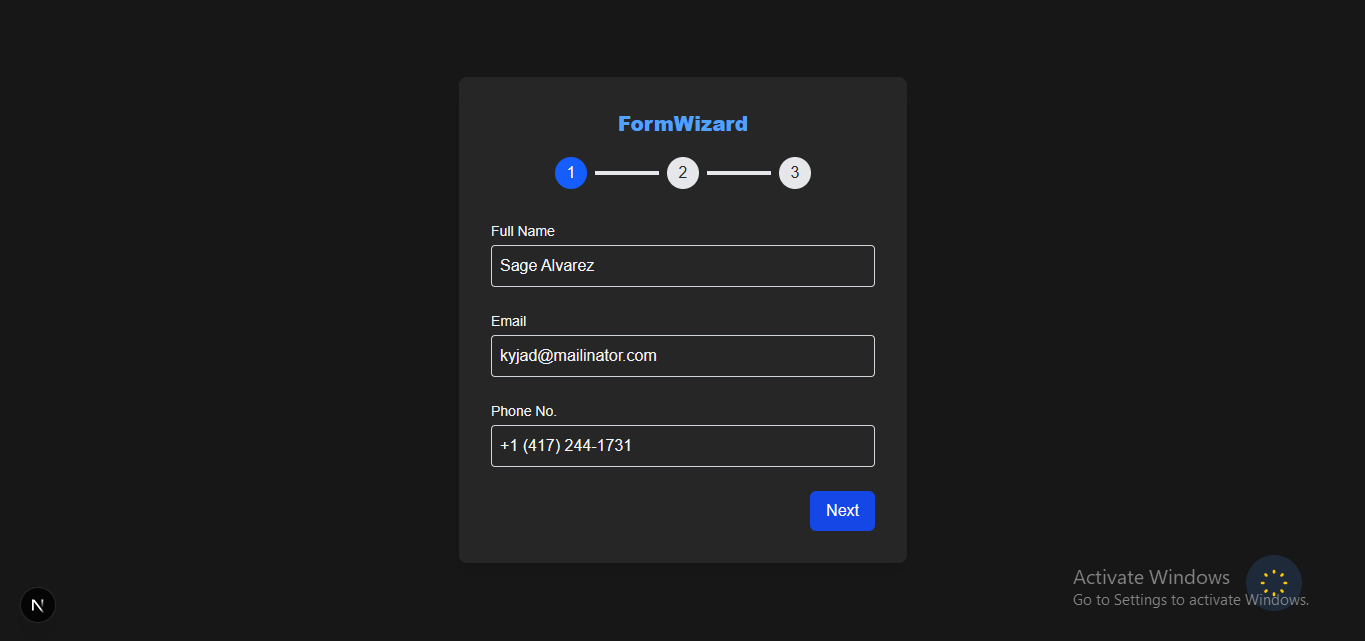 FormWizard
1 2 3
Full Name
Sage Alvarez
Email
kyjad@mailinator.com
Phone No.
+1 (417) 244-1731
Next
Activate Windows
Go to Settings to activate Windows.
N